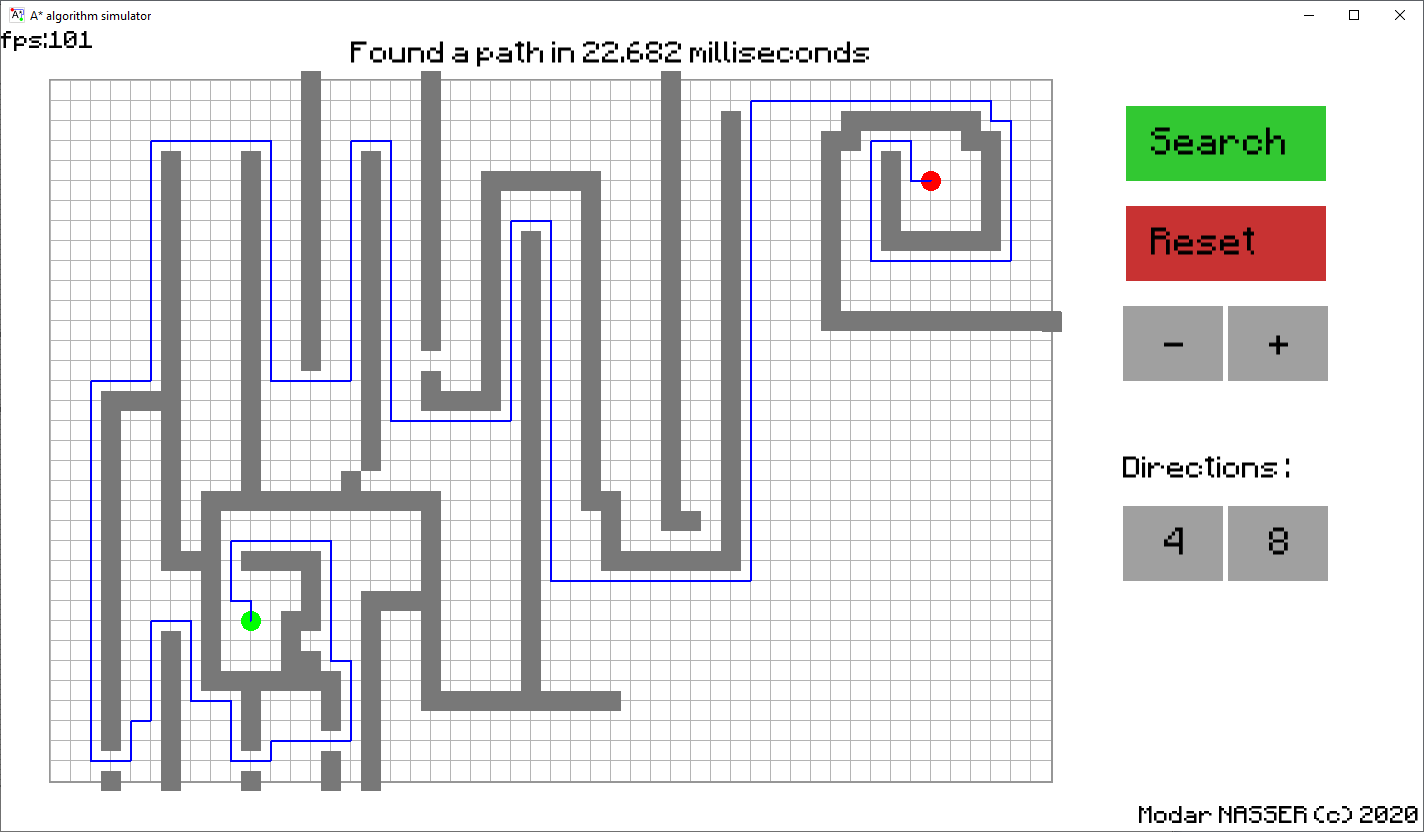 A* algorithm simulator
fps:101
Found a path in 22.682 milliseconds
Search
Reset
- +
Directions:
4 8
Modar NASSER (c) 2020